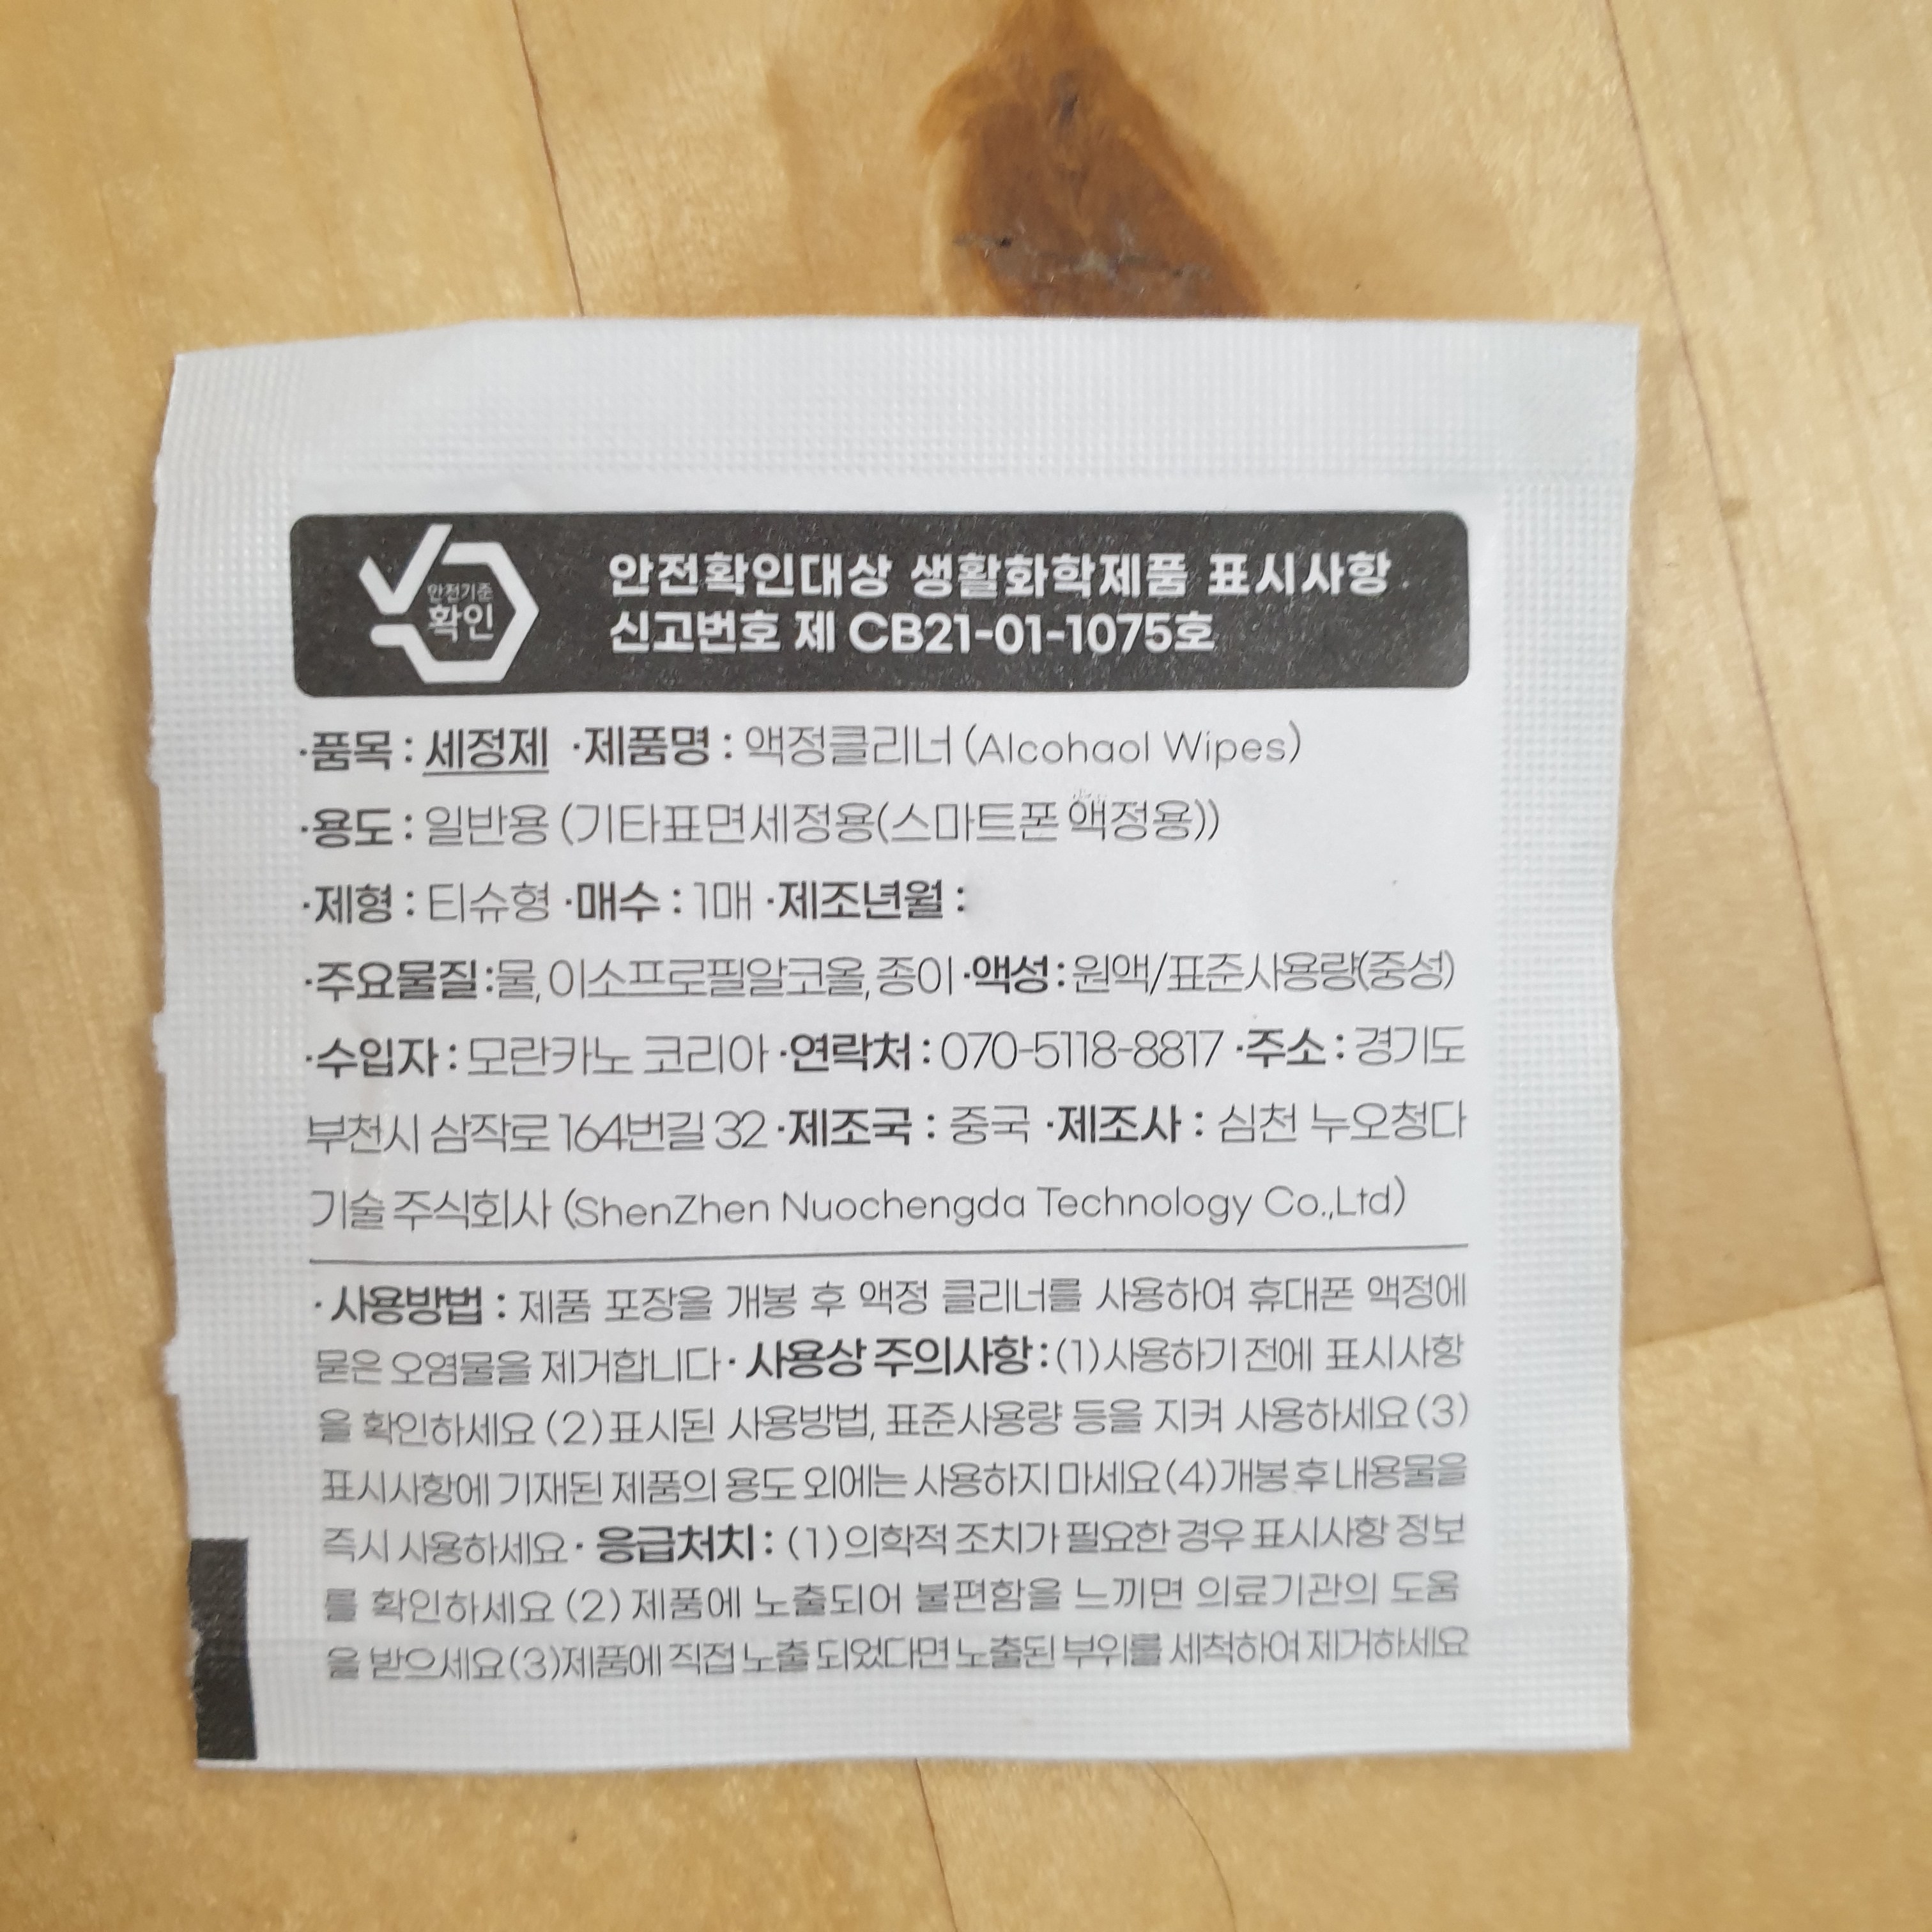 안전기준
확인
안전확인대상 생활화학제품 표시사항
신고번호 제 CB21-01-1075호
·품목 : 세정제 ·제품명 : 액정클리너 (Alcohaol Wipes)
·용도 : 일반용 (기타표면세정용(스마트폰 액정용))
·제형 : 티슈형 ·매수 : 1매 ·제조년월 :
·주요물질 : 물, 이소프로필알코올, 종이 ·액성 : 원액/표준사용량(중성)
·수입자 : 모란카노 코리아 ·연락처 : 070-5118-8817 ·주소 : 경기도
부천시 삼작로 164번길 32 ·제조국 : 중국 ·제조사 : 심천 누오청다
기술 주식회사 (ShenZhen Nuochengda Technology Co.,Ltd)
·사용방법 : 제품 포장을 개봉 후 액정 클리너를 사용하여 휴대폰 액정에
묻은 오염물을 제거합니다· 사용상 주의사항 : (1)사용하기 전에 표시사항
을 확인하세요 (2)표시된 사용방법, 표준사용량 등을 지켜 사용하세요 (3)
표시사항에 기재된 제품의 용도 외에는 사용하지 마세요 (4)개봉 후 내용물을
즉시 사용하세요· 응급처치 : (1)의학적 조치가 필요한 경우 표시사항 정보
를 확인하세요 (2) 제품에 노출되어 불편함을 느끼면 의료기관의 도움
을 받으세요 (3)제품에 직접 노출 되었다면 노출된 부위를 세척하여 제거하세요